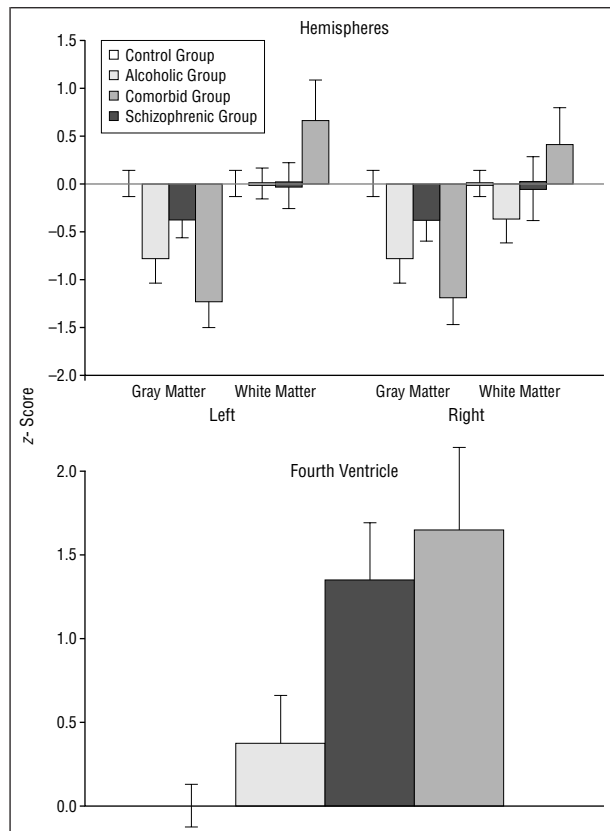 Hemispheres
1.5
1.0
0.5
0.0
–0.5
–1.0
–1.5
–2.0
Control Group
Alcoholic Group
Comorbid Group
Schizophrenic Group
Gray Matter White Matter Gray Matter White Matter
Left Right
z- Score
Fourth Ventricle
2.0
1.5
1.0
0.5
0.0